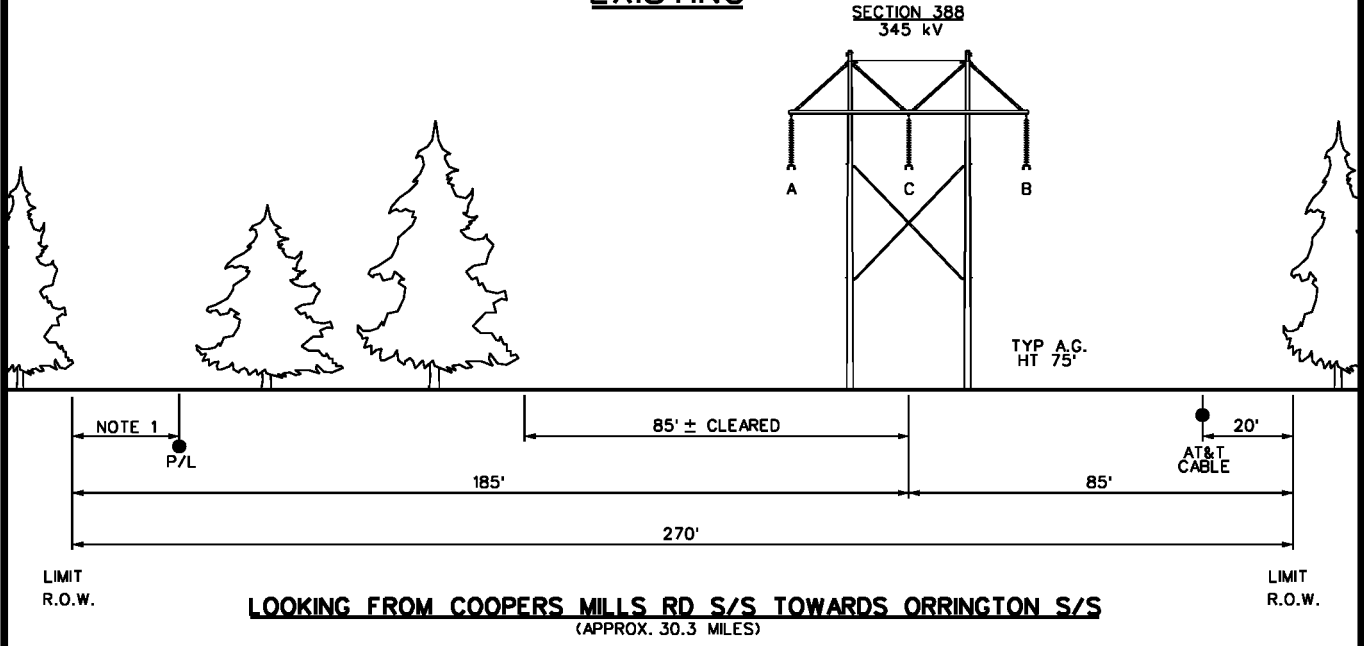 EXISTING
SECTION 388
345 kV
A
C
B
TYP A.G.
HT 75'
NOTE 1
85' ± CLEARED
20'
P/L
AT&T
CABLE
185'
85'
270'
LIMIT
R.O.W.
LIMIT
R.O.W.
LOOKING FROM COOPERS MILLS RD S/S TOWARDS ORRINGTON S/S
(APPROX. 30.3 MILES)